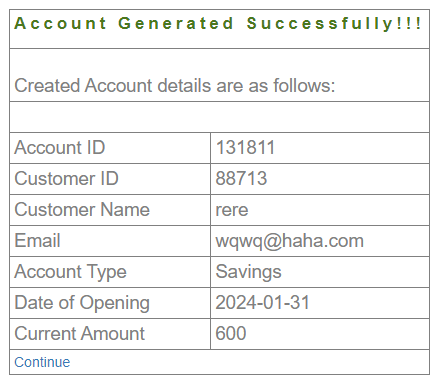 Account Generated Successfully!!!
Created Account details are as follows:
Account ID 131811
Customer ID 88713
Customer Name rere
Email wqwq@haha.com
Account Type Savings
Date of Opening 2024-01-31
Current Amount 600
Continue